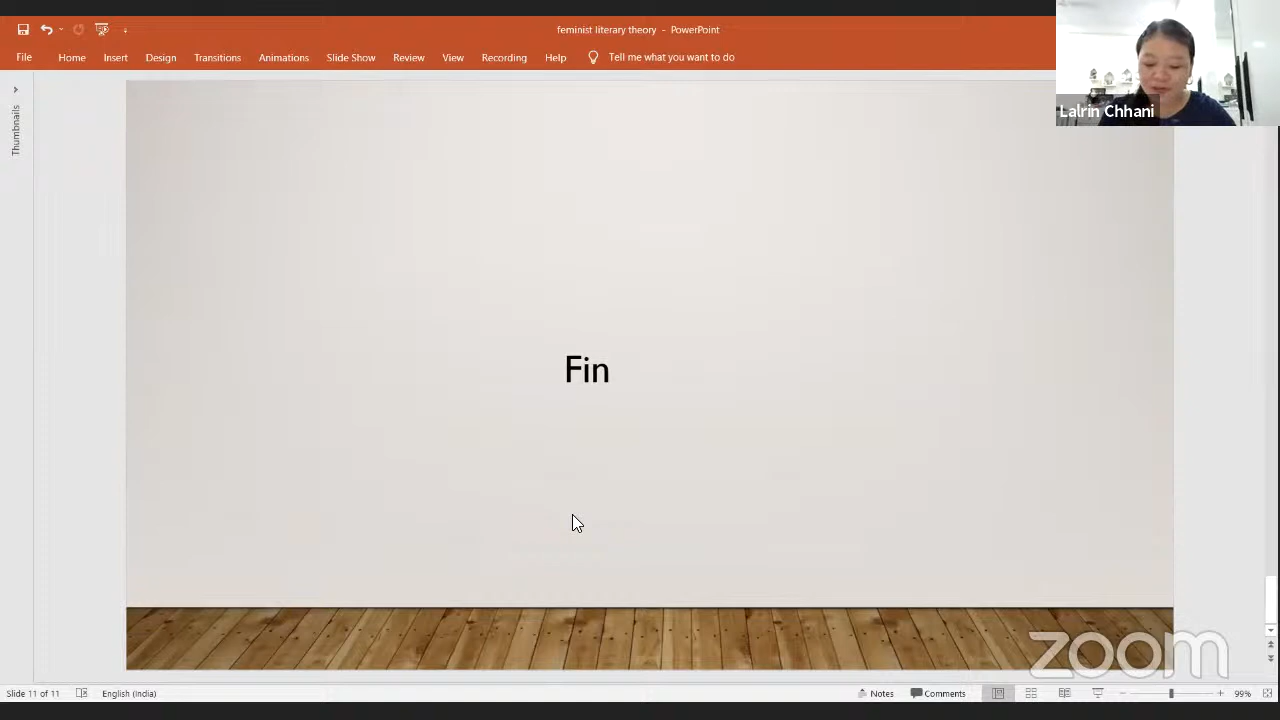 feminist literary theory - PowerPoint
File Home Insert Design Transitions Animations Slide Show Review View Recording Help Tell me what you want to do
Lalrin Chhani
Thumbnails
Fin
zoom
Slide 11 of 11 English (India) Notes Comments 99%